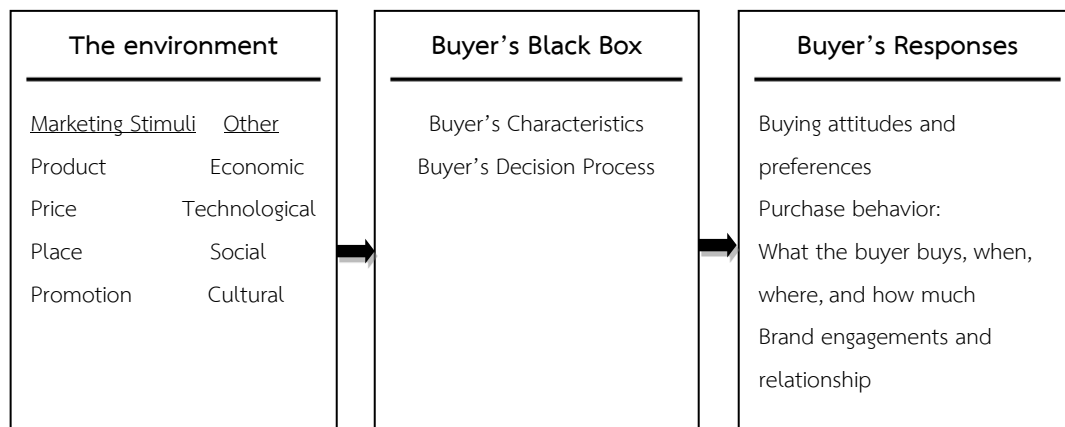 The environment
Marketing Stimuli Other
Product Economic
Price Technological
Place Social
Promotion Cultural
Buyer’s Black Box
Buyer’s Characteristics
Buyer’s Decision Process
Buyer’s Responses
Buying attitudes and
preferences
Purchase behavior:
What the buyer buys, when,
where, and how much
Brand engagements and
relationship